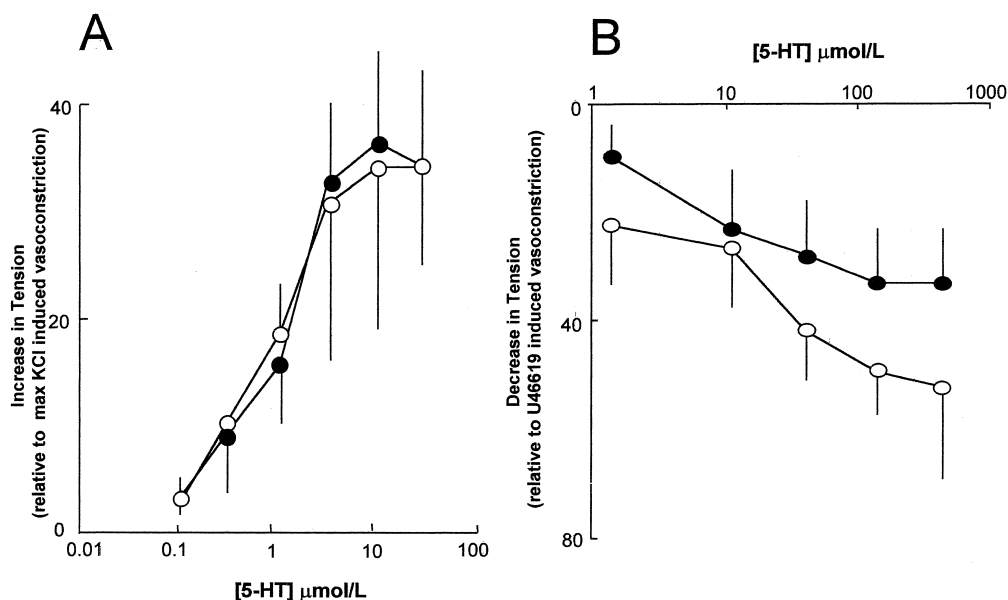 A
40
20
0
0.01 0.1 1 10 100
[5-HT] μmol/L
Increase in Tension
(relative to max KCl induced vasoconstriction)
B
[5-HT] μmol/L
1 10 100 1000
0
40
80
Decrease in Tension
(relative to U46619 induced vasoconstriction)